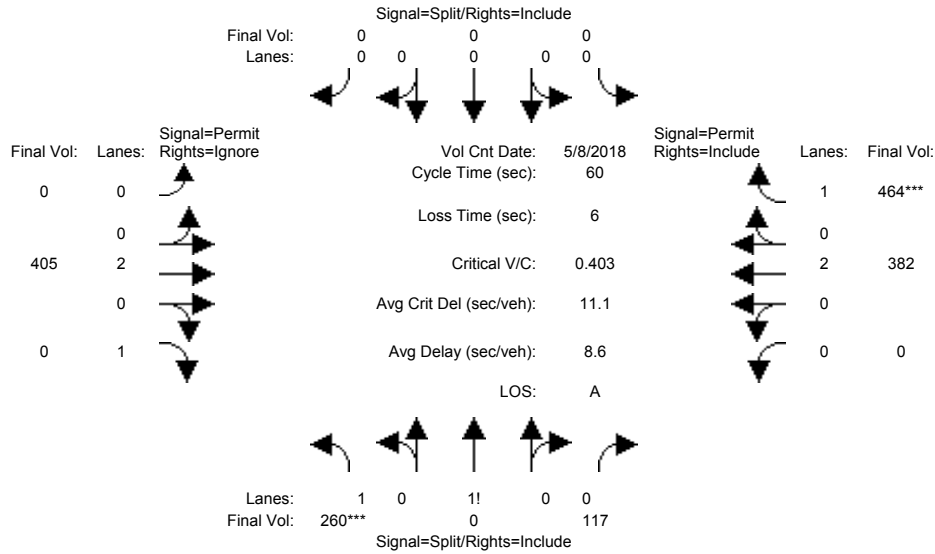 Signal=Split/Rights=Include
Final Vol: 0 0 0
Lanes: 0 0 0 0 0
Signal=Permit
Final Vol: Lanes: Rights=Ignore
Vol Cnt Date: 5/8/2018
Signal=Permit
Rights=Include Lanes: Final Vol:
Cycle Time (sec): 60
0 0
1 464***
Loss Time (sec): 6
0
0
405 2
Critical V/C: 0.403
2 382
0
Avg Crit Del (sec/veh): 11.1
0
0 1
Avg Delay (sec/veh): 8.6
0 0
LOS: A
Lanes: 1 0 1! 0 0
Final Vol: 260*** 0 117
Signal=Split/Rights=Include